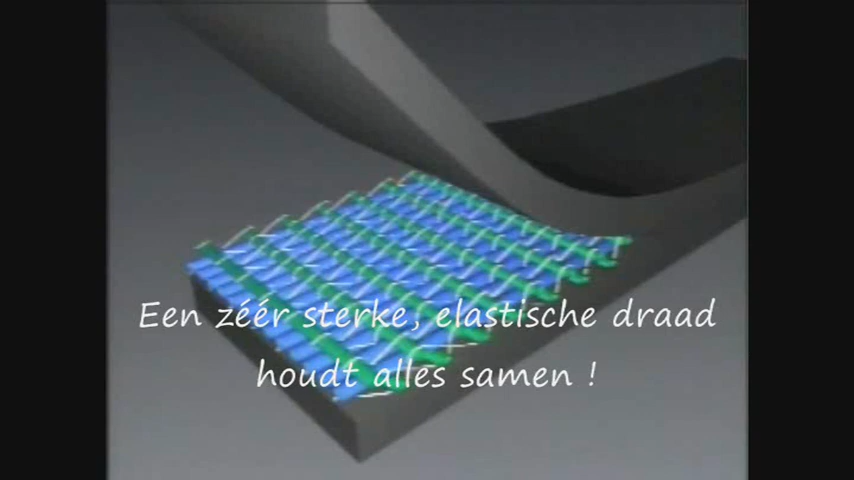 Een zéér sterke, elastische draad
houdt alles samen !